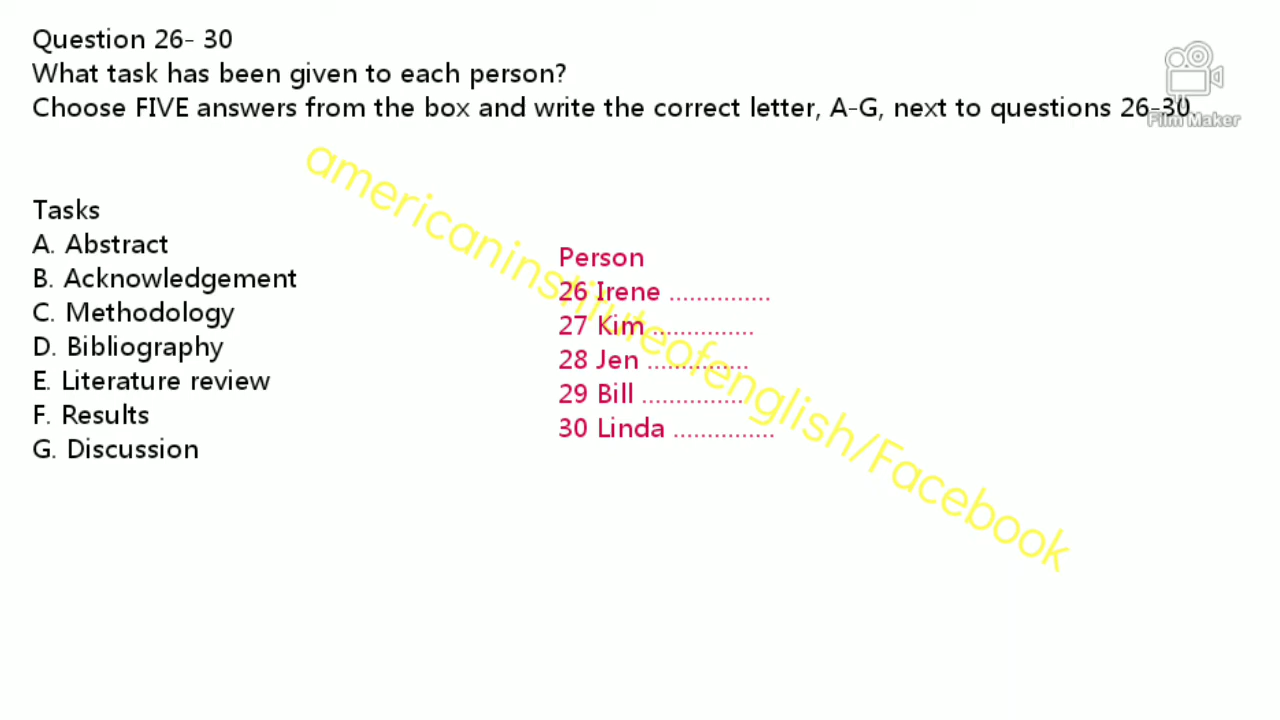 Question 26- 30
What task has been given to each person?
Choose FIVE answers from the box and write the correct letter, A-G, next to questions 26-30.
Film Maker
americaninstituteofenglish/Facebook
Tasks
A. Abstract
B. Acknowledgement
C. Methodology
D. Bibliography
E. Literature review
F. Results
G. Discussion
Person
26 Irene ...............
27 Kim ...............
28 Jen ...............
29 Bill ...............
30 Linda ...............